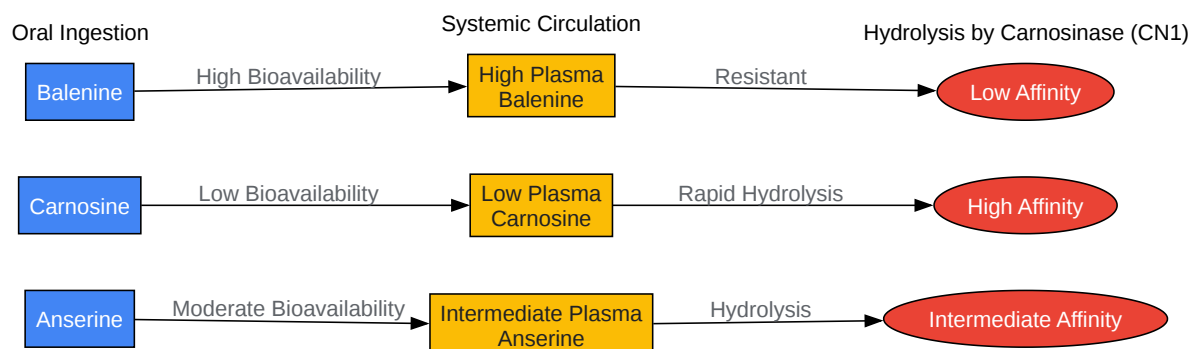 Oral Ingestion
Systemic Circulation
Hydrolysis by Carnosinase (CN1)
Balenine
High Bioavailability
High Plasma
Balenine
Resistant
Low Affinity
Carnosine
Low Bioavailability
Low Plasma
Carnosine
Rapid Hydrolysis
High Affinity
Anserine
Moderate Bioavailability
Intermediate Plasma
Anserine
Hydrolysis
Intermediate Affinity